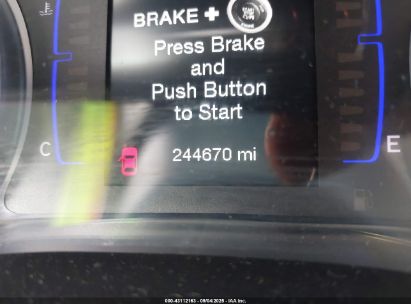 BRAKE +
Press Brake
and
Push Button
to Start
C
244670 mi
E